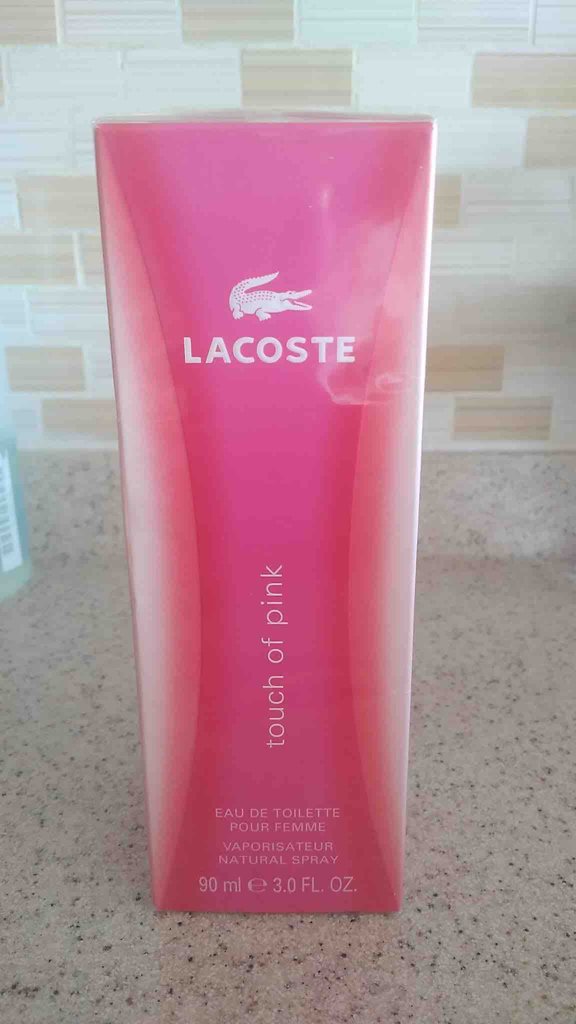 LACOSTE
touch of pink
EAU DE TOILETTE
POUR FEMME
VAPORISATEUR
NATURAL SPRAY
90 ml ℮ 3.0 FL. OZ.